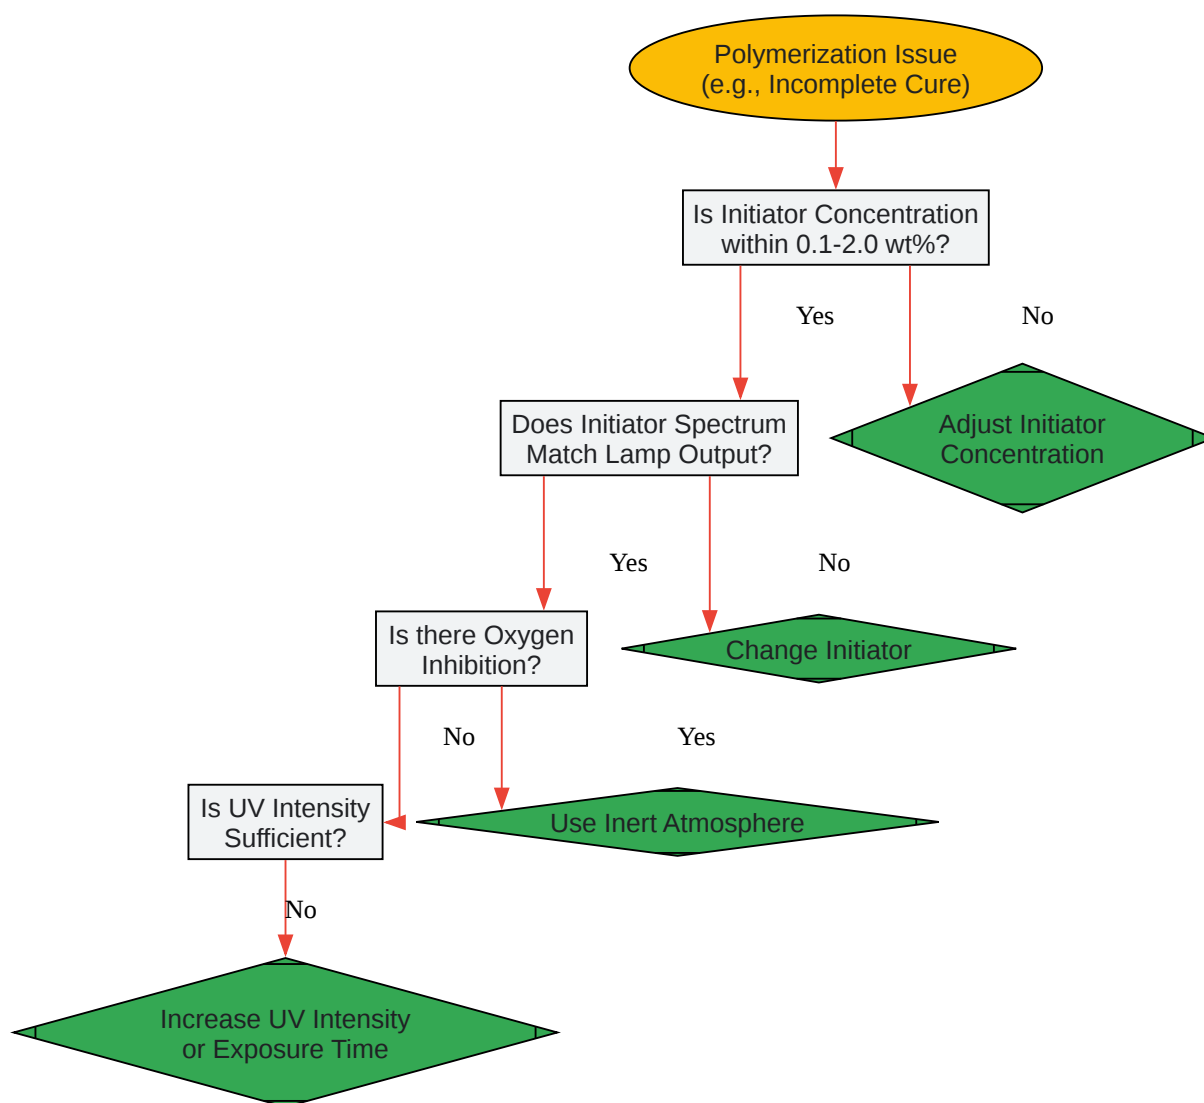 Polymerization Issue
(e.g., Incomplete Cure)
Is Initiator Concentration
within 0.1-2.0 wt%?
Yes
No
Does Initiator Spectrum
Match Lamp Output?
Adjust Initiator
Concentration
Yes
No
Is there Oxygen
Inhibition?
Change Initiator
No
Yes
Is UV Intensity
Sufficient?
Use Inert Atmosphere
No
Increase UV Intensity
or Exposure Time